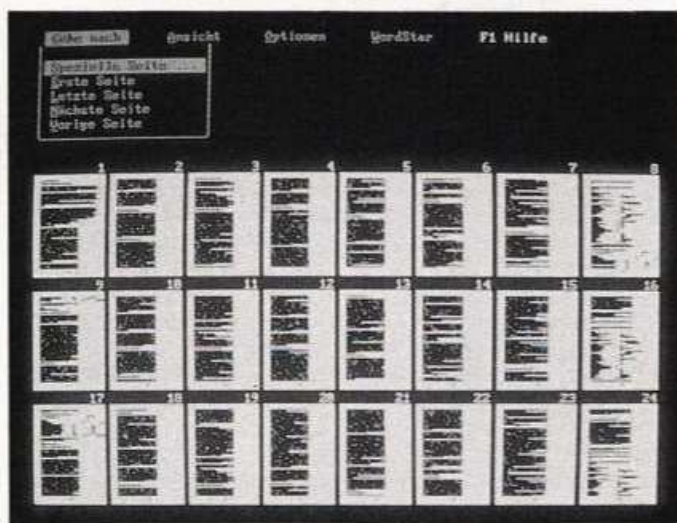 Gehe nach Ansicht Optionen WordStar F1 Hilfe
Spezielle Seite ...
Erste Seite
Letzte Seite
Nächste Seite
Vorige Seite
1 2 3 4 5 6 7 8
9 10 11 12 13 14 15 16
17 18 19 20 21 22 23 24